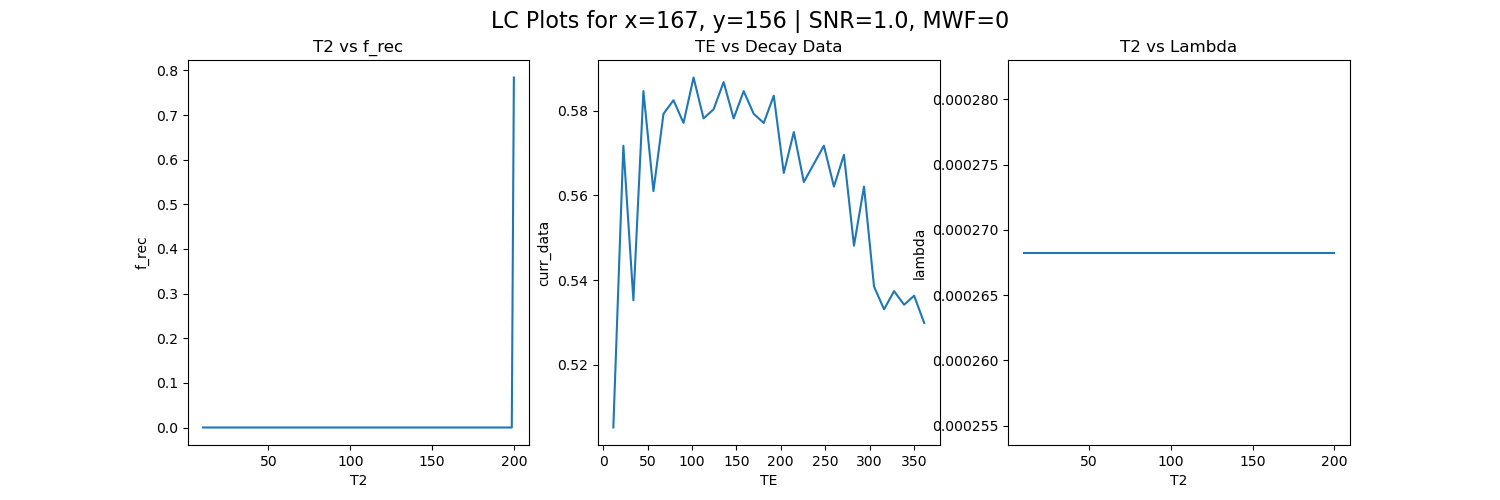 LC Plots for x=167, y=156 | SNR=1.0, MWF=0
T2 vs f_rec
0.8
0.7
0.6
0.5
0.4
0.3
0.2
0.1
0.0
f_rec
50 100 150 200
T2
TE vs Decay Data
0.58
0.56
0.54
0.52
curr_data
0 50 100 150 200 250 300 350
TE
T2 vs Lambda
0.000280
0.000275
0.000270
0.000265
0.000260
0.000255
lambda
50 100 150 200
T2